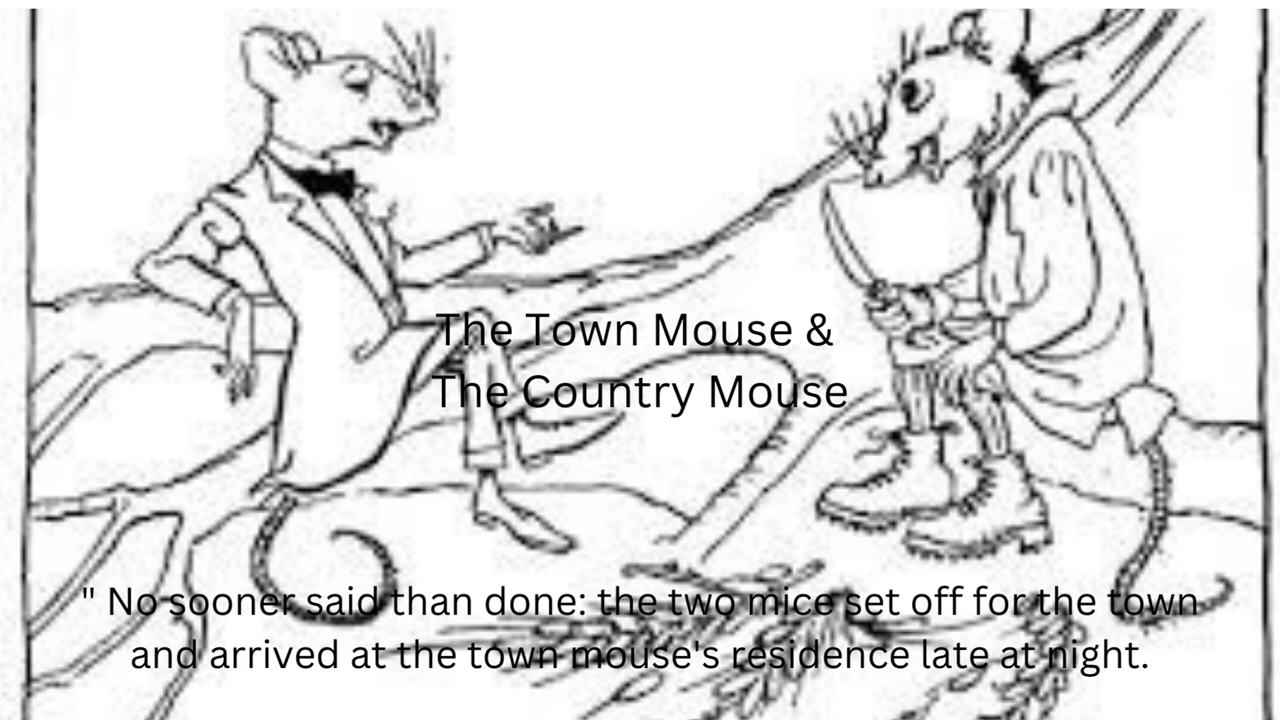 The Town Mouse &
The Country Mouse
" No sooner said than done: the two mice set off for the town
and arrived at the town mouse's residence late at night.